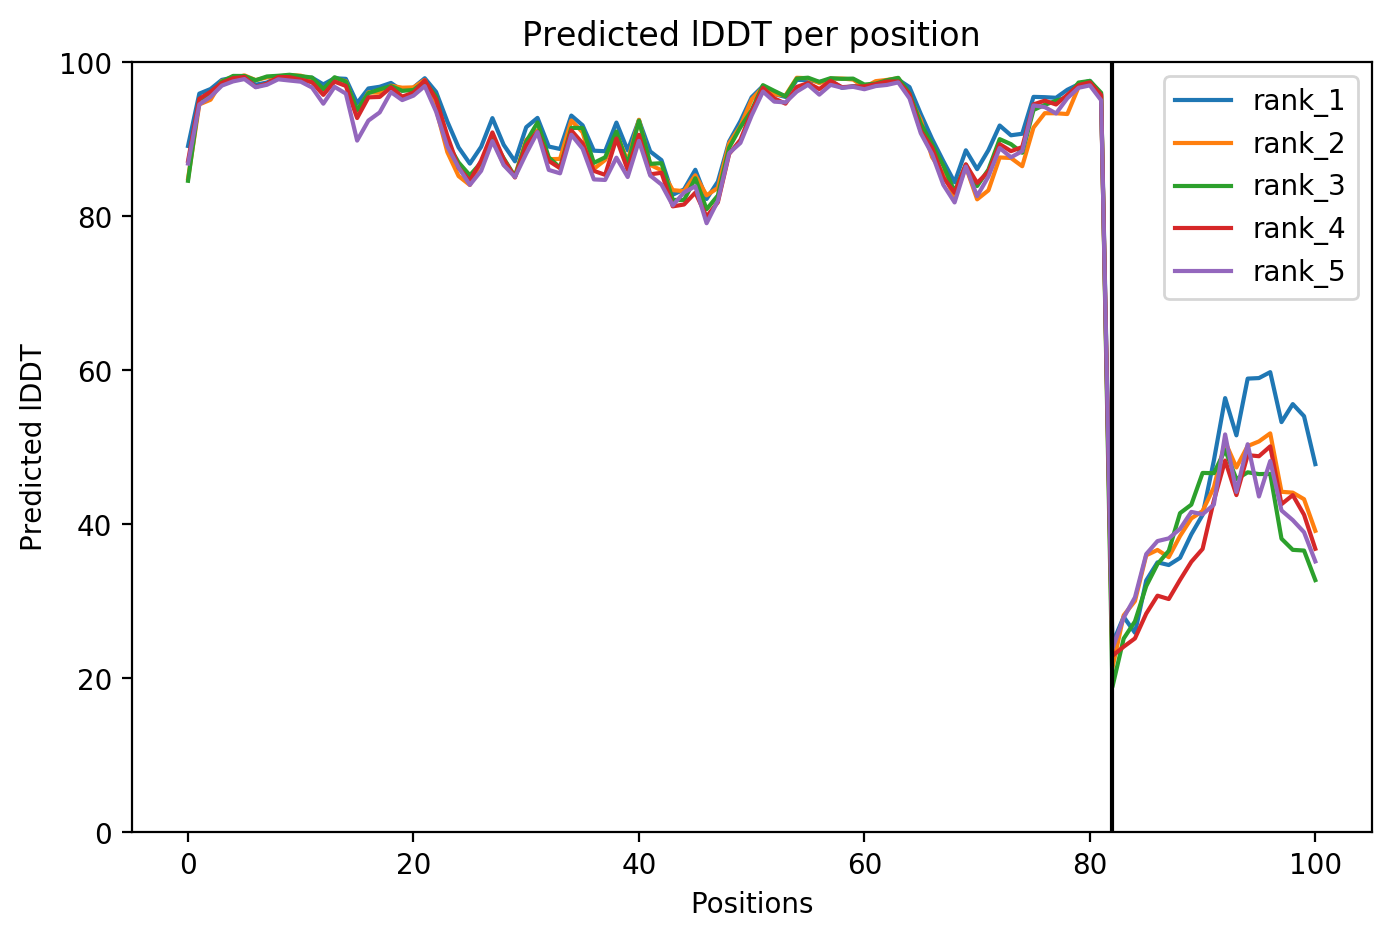 Predicted lDDT per position
100
80
60
40
20
0
Predicted lDDT
0 20 40 60 80 100
Positions
rank_1
rank_2
rank_3
rank_4
rank_5